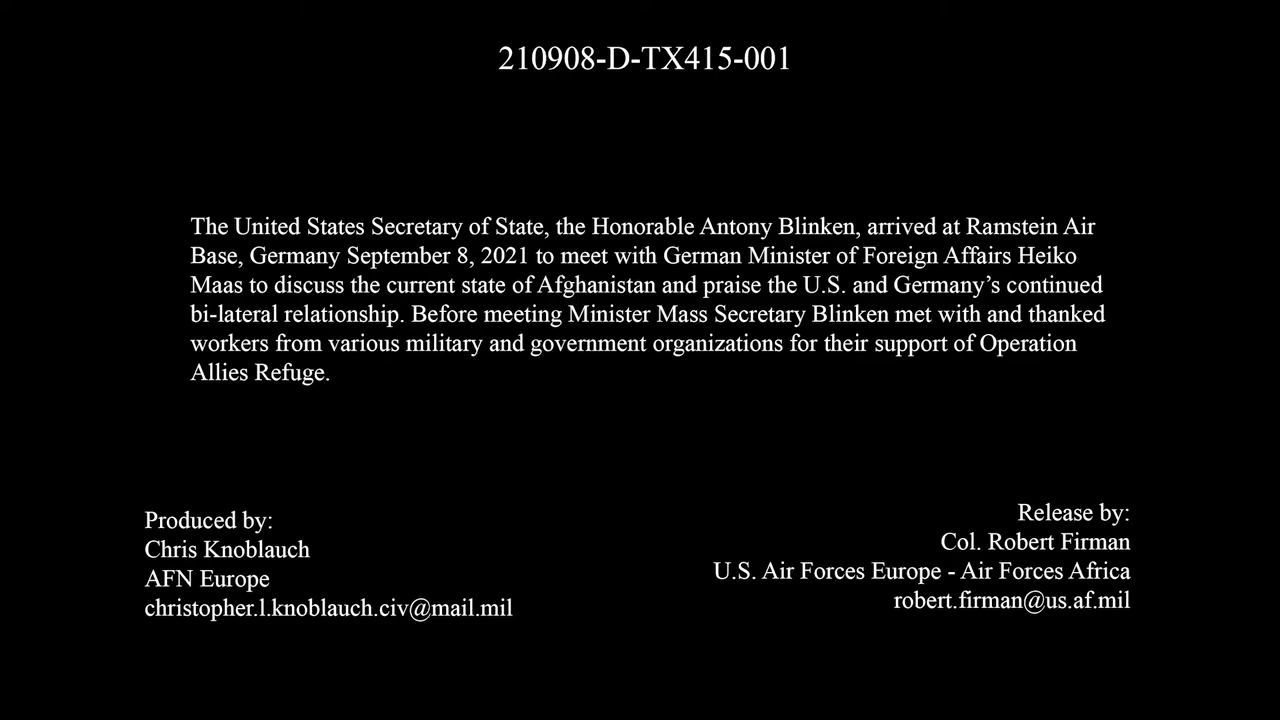 210908-D-TX415-001
The United States Secretary of State, the Honorable Antony Blinken, arrived at Ramstein Air
Base, Germany September 8, 2021 to meet with German Minister of Foreign Affairs Heiko
Maas to discuss the current state of Afghanistan and praise the U.S. and Germany’s continued
bi-lateral relationship. Before meeting Minister Mass Secretary Blinken met with and thanked
workers from various military and government organizations for their support of Operation
Allies Refuge.
Produced by:
Chris Knoblauch
AFN Europe
christopher.l.knoblauch.civ@mail.mil
Release by:
Col. Robert Firman
U.S. Air Forces Europe - Air Forces Africa
robert.firman@us.af.mil